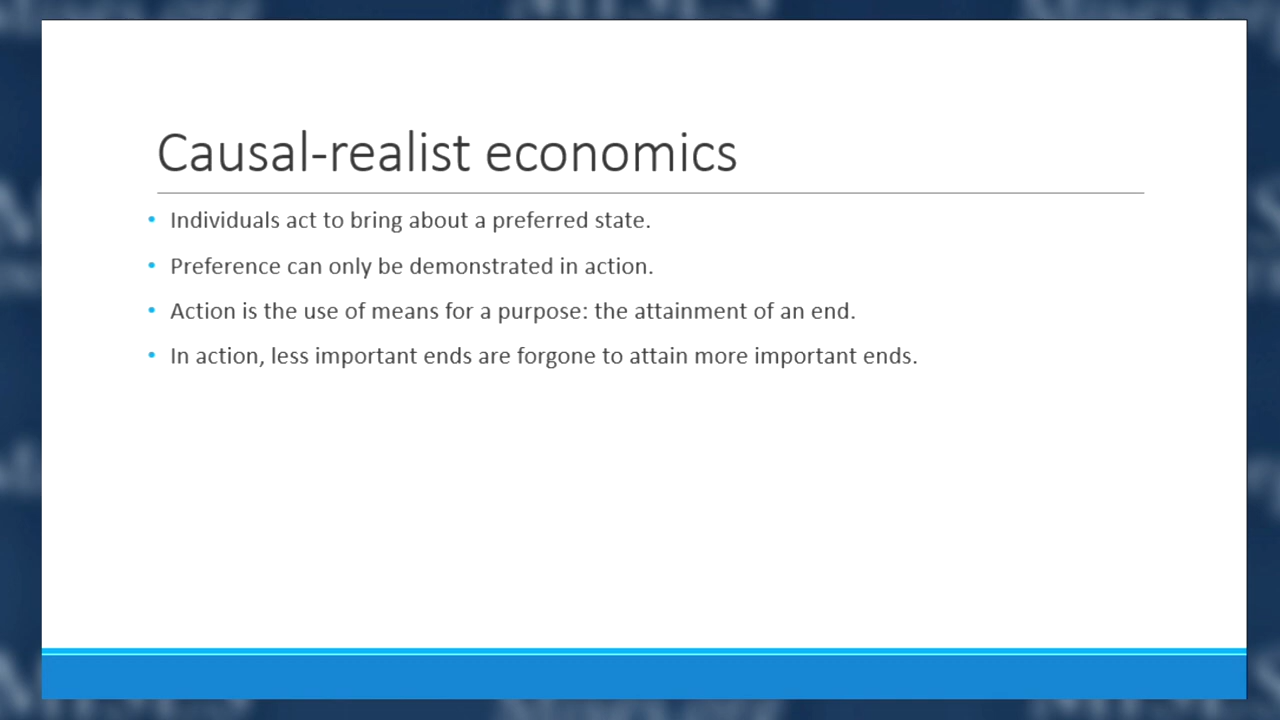 Causal-realist economics
Individuals act to bring about a preferred state.
Preference can only be demonstrated in action.
Action is the use of means for a purpose: the attainment of an end.
In action, less important ends are forgone to attain more important ends.